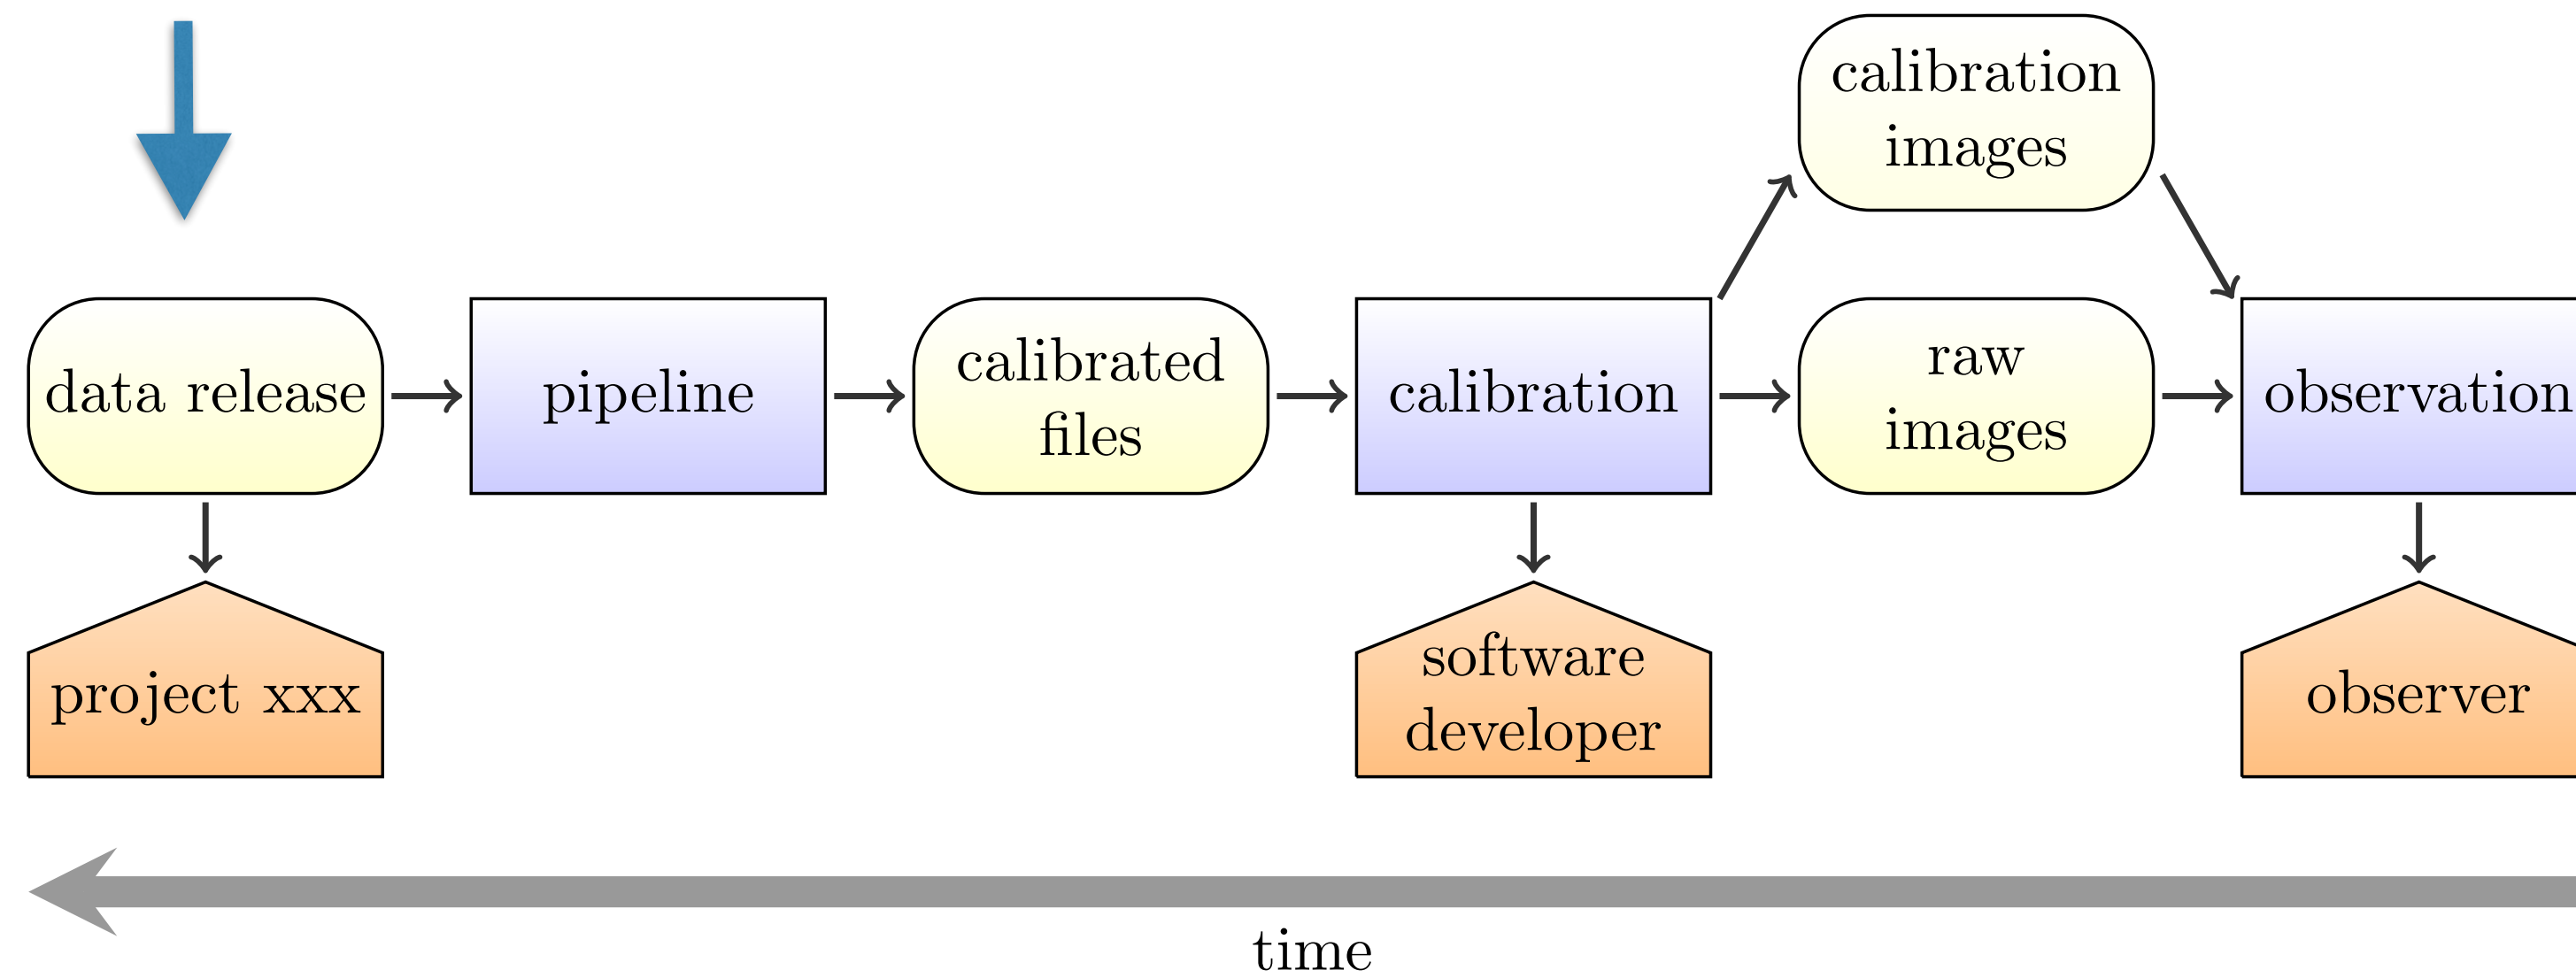 calibration
images
data release
pipeline
calibrated
files
calibration
raw
images
observation
project xxx
software
developer
observer
time